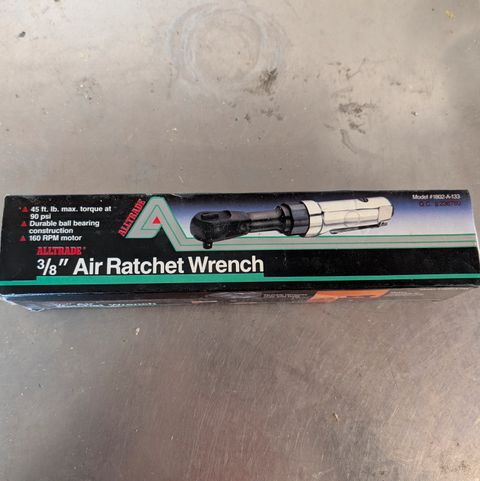 45 ft. lb. max. torque at
90 psi
Durable ball bearing
construction
160 RPM motor
ALLTRADE
Model #1802-A-133
ALLTRADE®
3/8" Air Ratchet Wrench